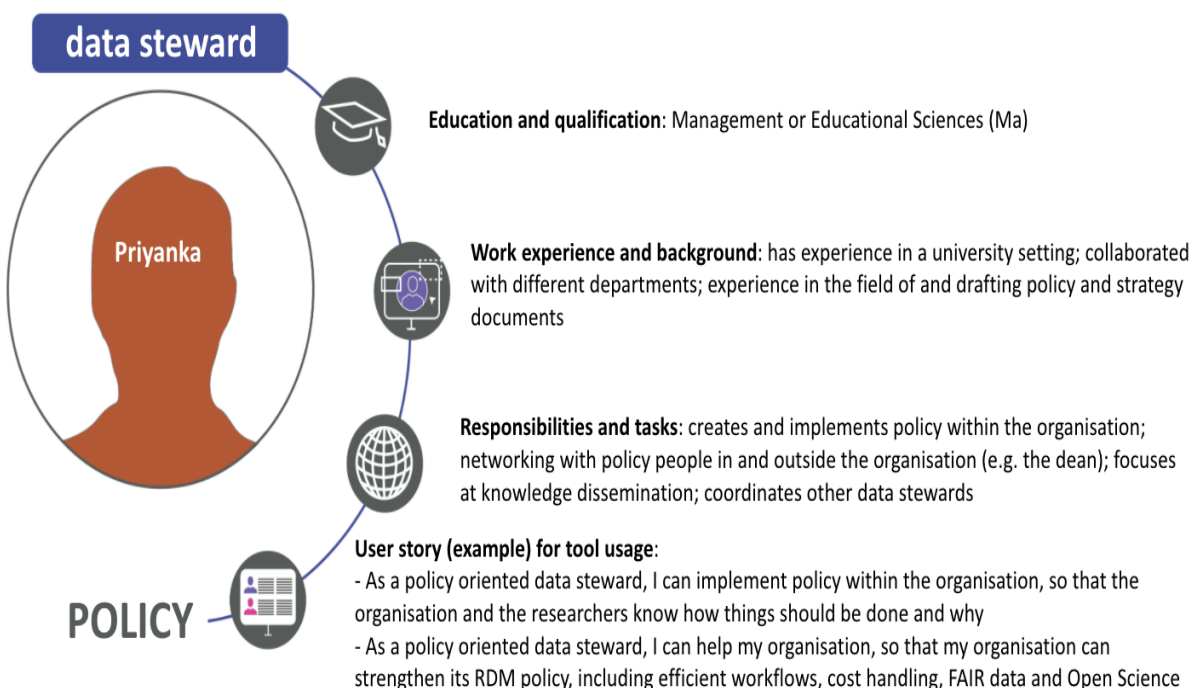 data steward
Priyanka
Education and qualification: Management or Educational Sciences (Ma)
Work experience and background: has experience in a university setting; collaborated
with different departments; experience in the field of and drafting policy and strategy
documents
Responsibilities and tasks: creates and implements policy within the organisation;
networking with policy people in and outside the organisation (e.g. the dean); focuses
at knowledge dissemination; coordinates other data stewards
POLICY
User story (example) for tool usage:
- As a policy oriented data steward, I can implement policy within the organisation, so that the
organisation and the researchers know how things should be done and why
- As a policy oriented data steward, I can help my organisation, so that my organisation can
strengthen its RDM policy, including efficient workflows, cost handling, FAIR data and Open Science